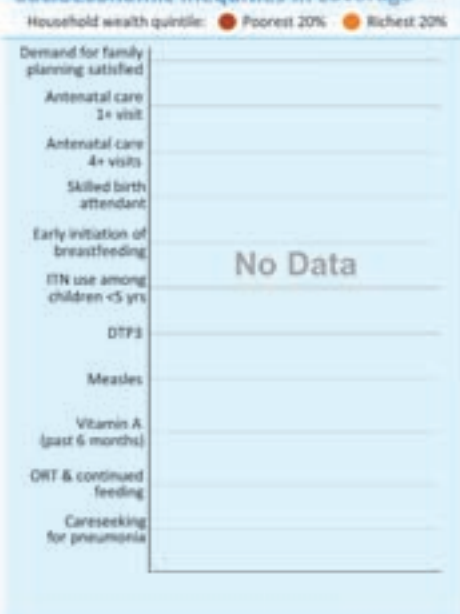 Household wealth quintile: Poorest 20% Richest 20%
Demand for family
planning satisfied
Antenatal care
1+ visit
Antenatal care
4+ visits
Skilled birth
attendant
Early initiation of
breastfeeding
No Data
ITN use among
children <5 yrs
DTP3
Measles
Vitamin A
(past 6 months)
ORT & continued
feeding
Careseeking
for pneumonia